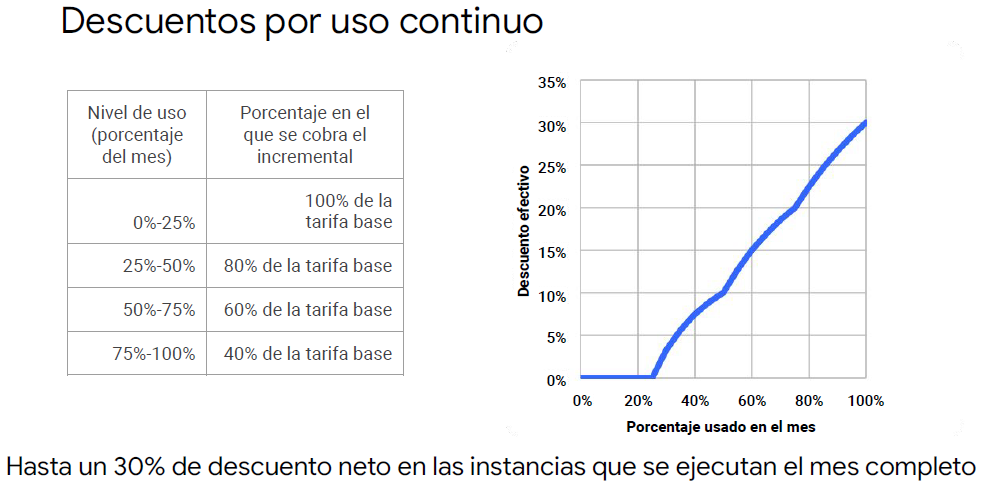 Descuentos por uso continuo
Nivel de uso
(porcentaje
del mes)
Porcentaje en el
que se cobra el
incremental
0%-25%
100% de la
tarifa base
25%-50%
80% de la tarifa base
50%-75%
60% de la tarifa base
75%-100%
40% de la tarifa base
Descuento efectivo
35%
30%
25%
20%
15%
10%
5%
0%
0% 20% 40% 60% 80% 100%
Porcentaje usado en el mes
Hasta un 30% de descuento neto en las instancias que se ejecutan el mes completo